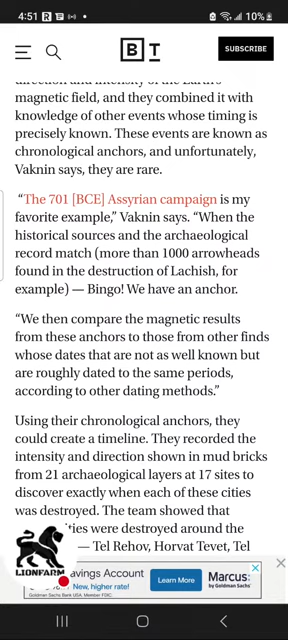 4:51
10%
BT
SUBSCRIBE
direction and intensity of the Earth's
magnetic field, and they combined it with
knowledge of other events whose timing is
precisely known. These events are known as
chronological anchors, and unfortunately,
Vaknin says, they are rare.
“The 701 [BCE] Assyrian campaign is my
favorite example,” Vaknin says. “When the
historical sources and the archaeological
record match (more than 1000 arrowheads
found in the destruction of Lachish, for
example) — Bingo! We have an anchor.
“We then compare the magnetic results
from these anchors to those from other finds
whose dates that are not as well known but
are roughly dated to the same periods,
according to other dating methods.”
Using their chronological anchors, they
could create a timeline. They recorded the
intensity and direction shown in mud bricks
from 21 archaeological layers at 17 sites to
discover exactly when each of these cities
was destroyed. The team showed that
ities were destroyed around the
— Tel Rehov, Horvat Tevet, Tel
LIONFARM
avings Account
New, higher rate!
Goldman Sachs Bank USA. Member FDIC.
Learn More
Marcus:
by Goldman Sachs